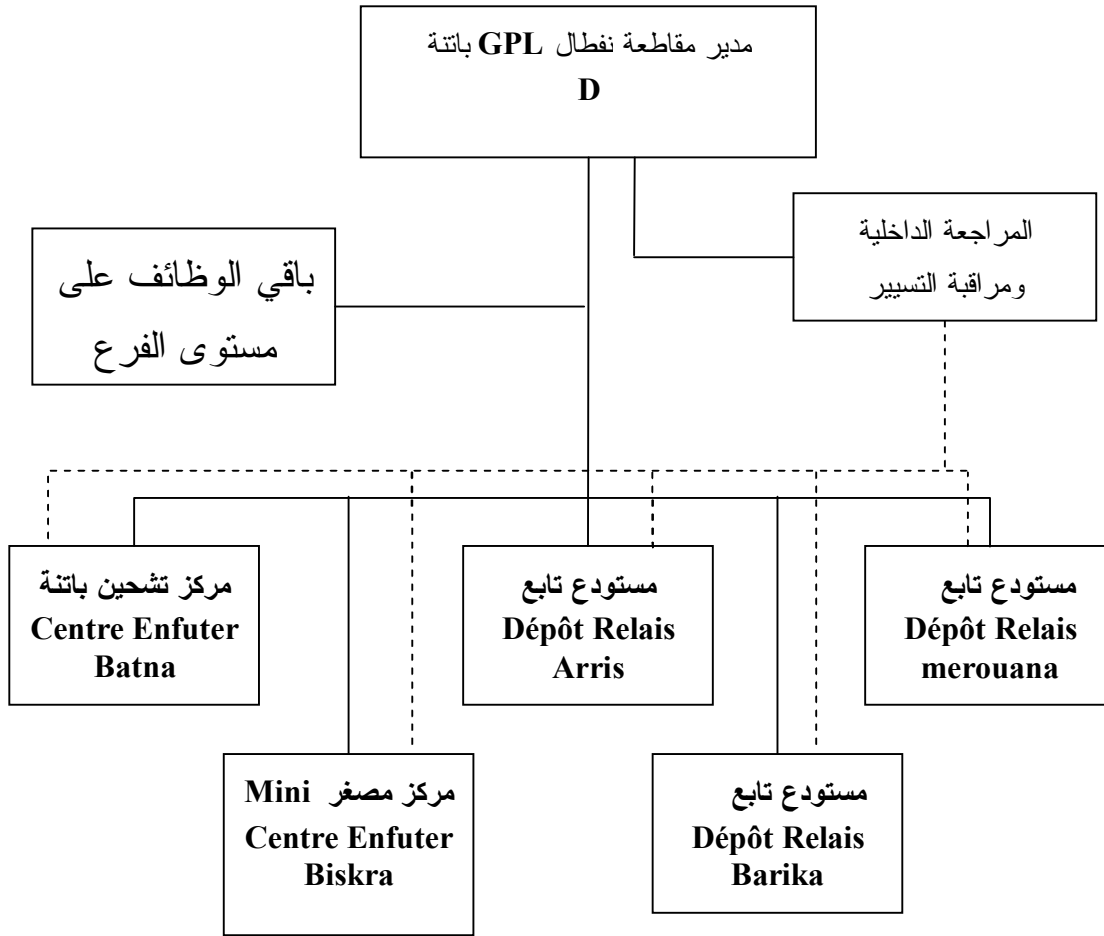 مدير مقاطعة نفطال GPL باتنة
D
المراجعة الداخلية
ومراقبة التسيير
باقي الوظائف على
مستوى الفرع
مركز تشحين باتنة
Centre Enfuter
Batna
مستودع تابع
Dépôt Relais
Arris
مستودع تابع
Dépôt Relais
merouana
مركز مصغر Mini
Centre Enfuter
Biskra
مستودع تابع
Dépôt Relais
Barika